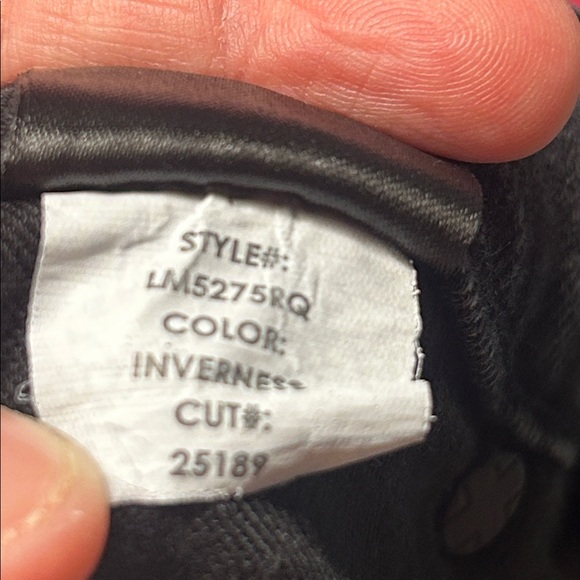 STYLE#:
LM5275RQ
COLOR:
INVERNESS
CUT#:
25189